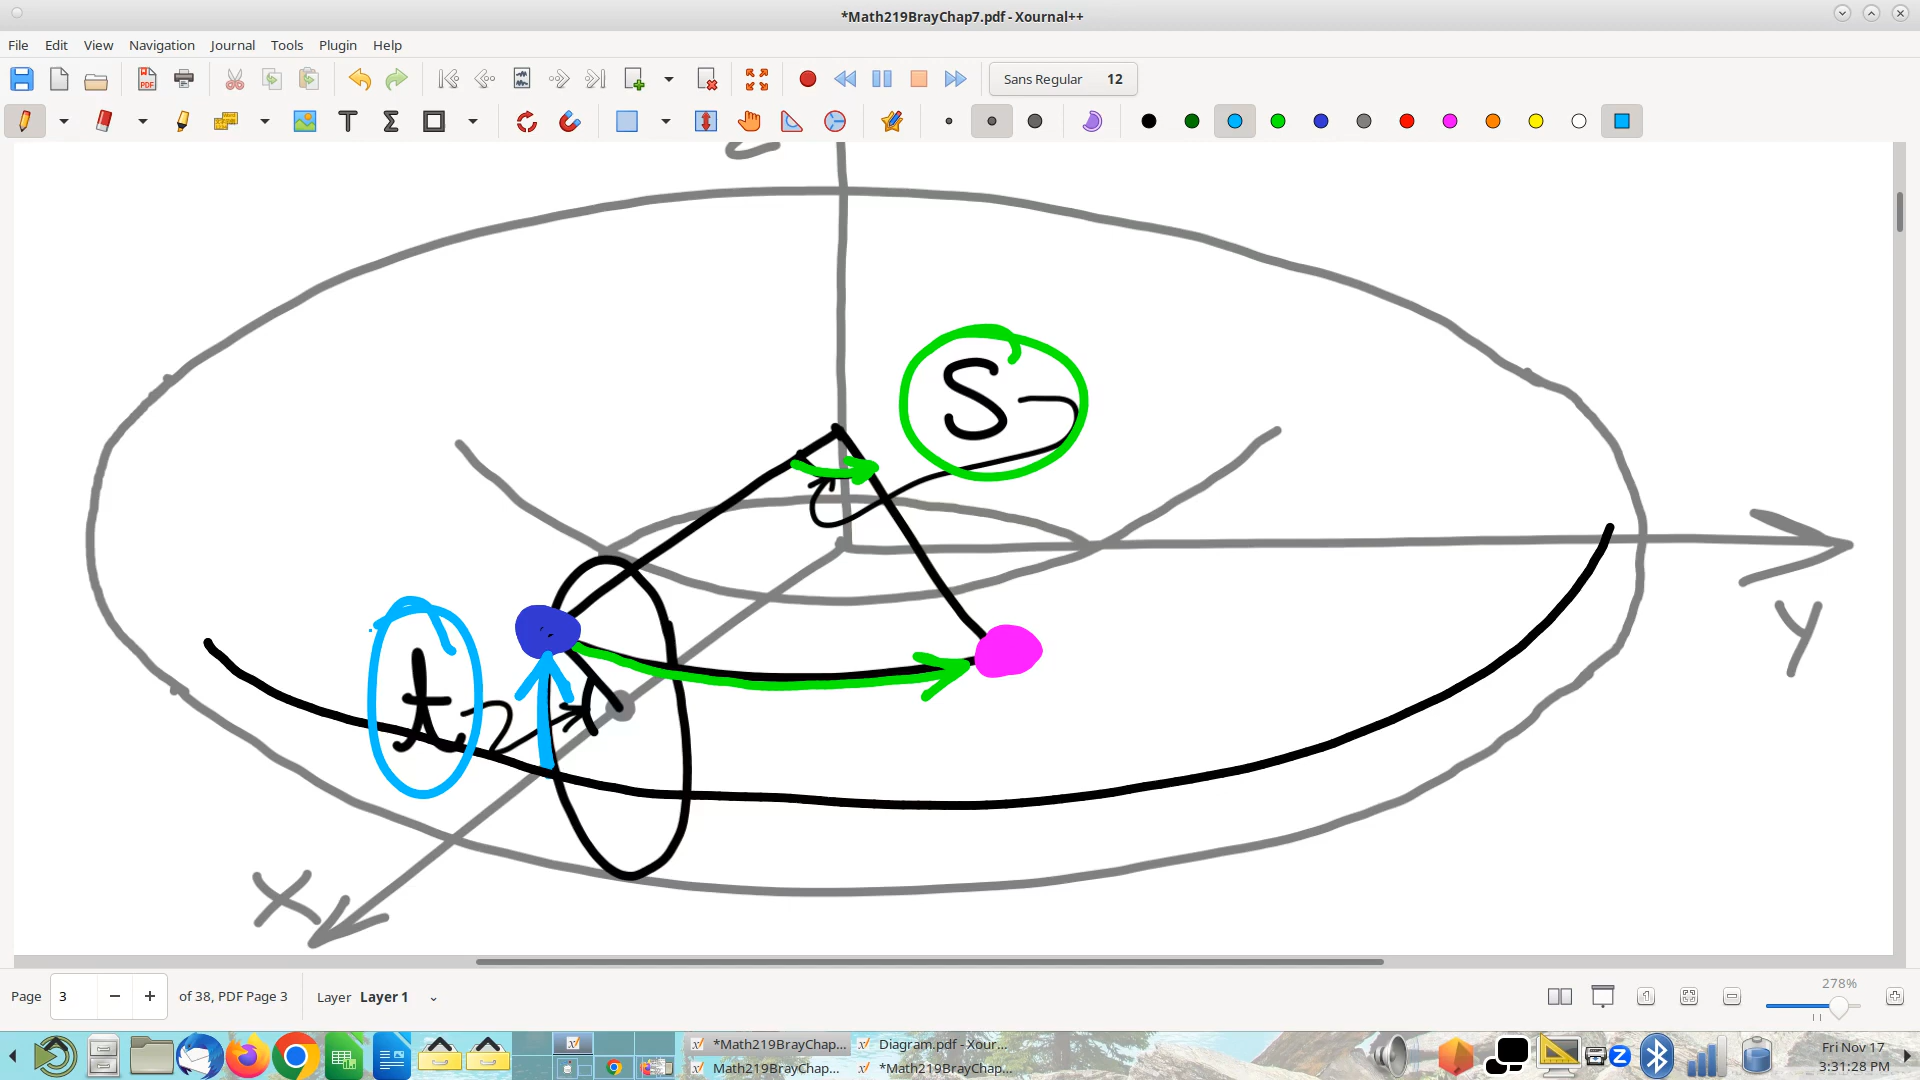 *Math219BrayChap7.pdf - Xournal++
File Edit View Navigation Journal Tools Plugin Help
Sans Regular 12
S
t
y
x
Page 3 of 38, PDF Page 3 Layer Layer 1
278%
*Math219BrayChap... Diagram.pdf - Xour...
Math219BrayChap... *Math219BrayChap...
Fri Nov 17
3:31:28 PM